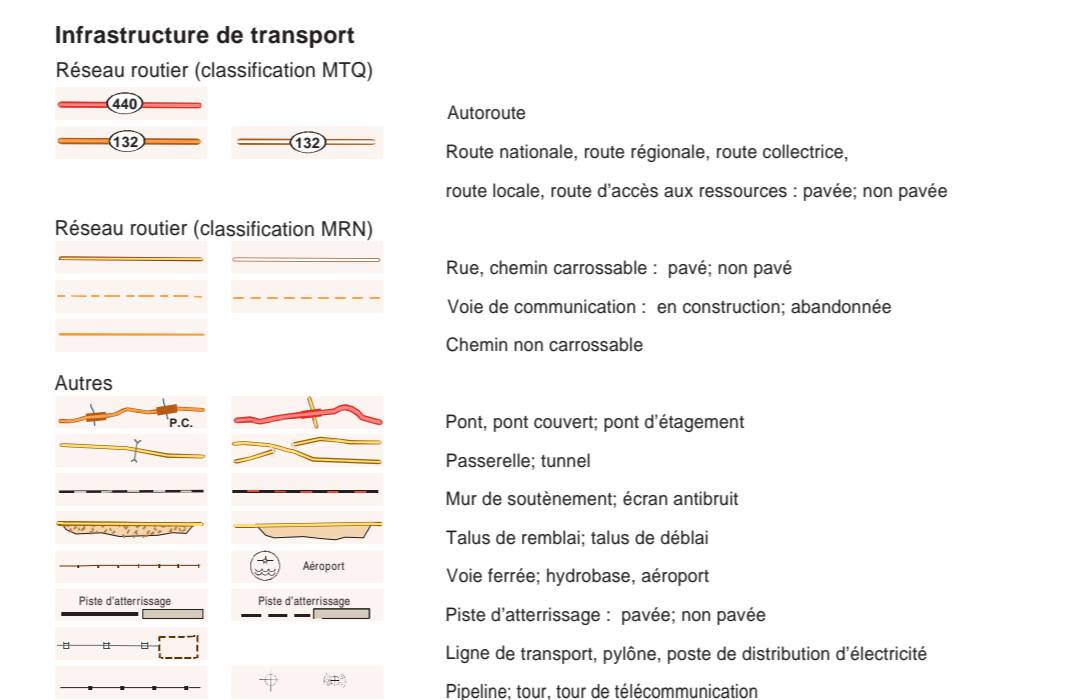 Infrastructure de transport
Réseau routier (classification MTQ)
440
Autoroute
132 132
Route nationale, route régionale, route collectrice,
route locale, route d'accès aux ressources : pavée; non pavée
Réseau routier (classification MRN)
Rue, chemin carrossable : pavé; non pavé
Voie de communication : en construction; abandonnée
Chemin non carrossable
Autres
P.C.
Pont, pont couvert; pont d'étagement
Passerelle; tunnel
Mur de soutènement; écran antibruit
Talus de remblai; talus de déblai
Aéroport
Voie ferrée; hydrobase, aéroport
Piste d'atterrissage Piste d'atterrissage
Piste d'atterrissage : pavée; non pavée
Ligne de transport, pylône, poste de distribution d'électricité
Pipeline; tour, tour de télécommunication